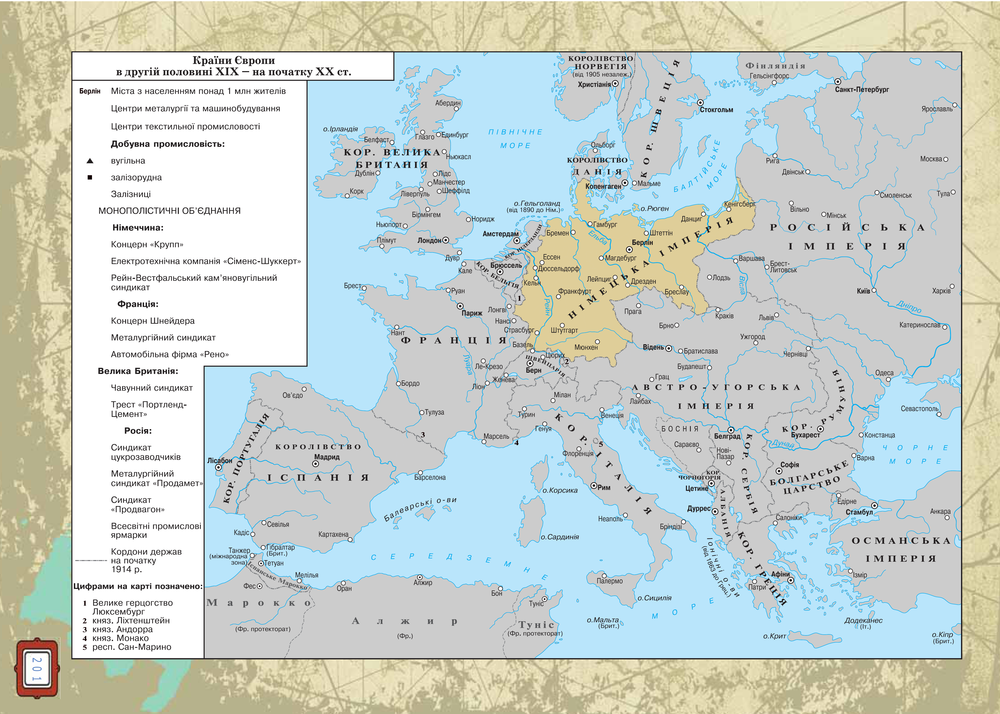 Країни Європи
в другій половині XIX – на початку XX ст.
Берлін Міста з населенням понад 1 млн жителів
Центри металургії та машинобудування
Центри текстильної промисловості
Добувна промисловість:
вугільна
залізорудна
Залізниці
МОНОПОЛІСТИЧНІ ОБ’ЄДНАННЯ
Німеччина:
Концерн «Крупп»
Електротехнічна компанія «Сіменс-Шуккерт»
Рейн-Вестфальський кам’яновугільний
синдикат
Франція:
Концерн Шнейдера
Металургійний синдикат
Автомобільна фірма «Рено»
Велика Британія:
Чавунний синдикат
Трест «Портленд-
Цемент»
Росія:
Синдикат
цукрозаводчиків
Металургійний
синдикат «Продамет»
Синдикат
«Продвагон»
Всесвітні промислові
ярмарки
Кордони держав
на початку
1914 р.
Цифрами на карті позначено:
1 Велике герцогство
Люксембург
2 княз. Ліхтенштейн
3 княз. Андорра
4 княз. Монако
5 респ. Сан-Марино
201
КОРОЛІВСТВО
НОРВЕГІЯ
(від 1905 незалеж.)
Христіанія
КОР. ШВЕЦІЯ
Стокгольм
Мальме
Фінляндія
Гельсінгфорс
Санкт-Петербург
Ярославль
Москва
Тула
Смоленськ
Рига
Двінськ
Вільно
Мінськ
РОСІЙСЬКА
ІМПЕРІЯ
Варшава
Брест-
Литовськ
Лодзь
Вісла
Київ
Харків
Дніпро
Катеринослав
Одеса
Севастополь
Абердин
о.Ірландія
Белфаст
Глазго
Единбург
КОР. ВЕЛИКА
БРИТАНІЯ
Ньюкасл
Дублін
Лідс
Манчестер
Шеффілд
Ліверпуль
Корк
Бірмінгем
Норидж
Ньюпорт
Плімут
Лондон
Дувр
ПІВНІЧНЕ
МОРЕ
Ольборг
КОРОЛІВСТВО
ДАНІЯ
Копенгаген
БАЛТІЙСЬКЕ
МОРЕ
о.Гельголанд
(від 1890 до Нім.)
о.Рюген
Кенігсберг
Данциг
Гамбург
Штеттін
Бремен
Ельба
Берлін
Магдебург
НІМЕЦЬКА ІМПЕРІЯ
Ессен
Дюссельдорф
Кельн
Лейпциг
Дрезден
Бреслау
Франкфурт
Рейн
Штутгарт
Страсбург
Мюнхен
Амстердам
КОР. НІДЕРЛАНДИ
Брюссель
КОР. БЕЛЬГІЯ
1
Кале
Брест
Руан
Париж
Лонгві
Нансі
Нант
ФРАНЦІЯ
Луара
Ле-Крезо
Ліон
Бордо
Тулуза
Марсель
3
4
Базель
Цюрих
2
ШВЕЙЦАРІЯ
Берн
Женева
Прага
Краків
Львів
Брно
Ужгород
Чернівці
Відень
Братислава
Будапешт
Грац
АВСТРО-УГОРСЬКА
ІМПЕРІЯ
Лайбах
БОСНІЯ
Сараєво
Мілан
Турин
Венеція
Генуя
Флоренція
5
КОР. ІТАЛІЯ
Рим
Неаполь
Бріндізі
Палермо
о.Сицилія
о.Корсика
о.Сардинія
о.Мальта
(Брит.)
КОР. РУМУНІЯ
Бухарест
Констанца
Дунай
Белград
КОР. СЕРБІЯ
Нові-
Пазар
КОР.
ЧОРНОГОРІЯ
Цетине
АЛБАНІЯ
Дуррес
Софія
БОЛГАРСЬКЕ
ЦАРСТВО
Варна
ЧОРНЕ
МОРЕ
Едірне
Стамбул
Салоніки
Анкара
ОСМАНСЬКА
ІМПЕРІЯ
Ізмір
КОР. ГРЕЦІЯ
Афіни
Патри
Іонічні о-ви
(від 1863 до Грец.)
Додеканес
(Іт.)
о.Крит
о.Кіпр
(Брит.)
Ов’єдо
КОР. ПОРТУГАЛІЯ
Лісабон
КОРОЛІВСТВО
Мадрид
ІСПАНІЯ
Барселона
Балеарські о-ви
Севілья
Кадіс
Картахена
Гібралтар
(Брит.)
Танжер
(міжнародна
зона)
Тетуан
Іспанське Марокко
Мелілья
Фес
Марокко
(Фр. протекторат)
Оран
Алжир
Бон
Алжир
(Фр.)
Туніс
Туніс
(Фр. протекторат)
СЕРЕДЗЕМНЕ
МОРЕ